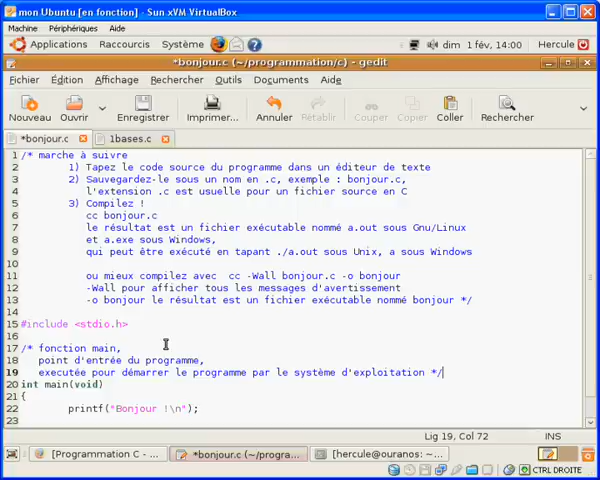 mon Ubuntu [en fonction] - Sun xVM VirtualBox
Machine Périphériques Aide
Applications Raccourcis Système dim 1 fév, 14:00 Hercule
*bonjour.c (~/programmation/c) - gedit
Fichier Édition Affichage Rechercher Outils Documents Aide
Nouveau Ouvrir Enregistrer Imprimer... Annuler Rétablir Couper Copier Coller Rechercher
*bonjour.c 1bases.c
1 /* marche à suivre
2 1) Tapez le code source du programme dans un éditeur de texte
3 2) Sauvegardez-le sous un nom en .c, exemple : bonjour.c,
4 l'extension .c est usuelle pour un fichier source en C
5 3) Compilez !
6 cc bonjour.c
7 le résultat est un fichier exécutable nommé a.out sous Gnu/Linux
8 et a.exe sous Windows,
9 qui peut être exécuté en tapant ./a.out sous Unix, a sous Windows
10
11 ou mieux compilez avec cc -Wall bonjour.c -o bonjour
12 -Wall pour afficher tous les messages d'avertissement
13 -o bonjour le résultat est un fichier exécutable nommé bonjour */
14
15 #include <stdio.h>
16
17 /* fonction main,
18 point d'entrée du programme,
19 executée pour démarrer le programme par le système d'exploitation */
20 int main(void)
21 {
22 printf("Bonjour !\n");
23
Lig 19, Col 72 INS
[Programmation C - ... *bonjour.c (~/progra... [hercule@ouranos: ~...
CTRL DROITE